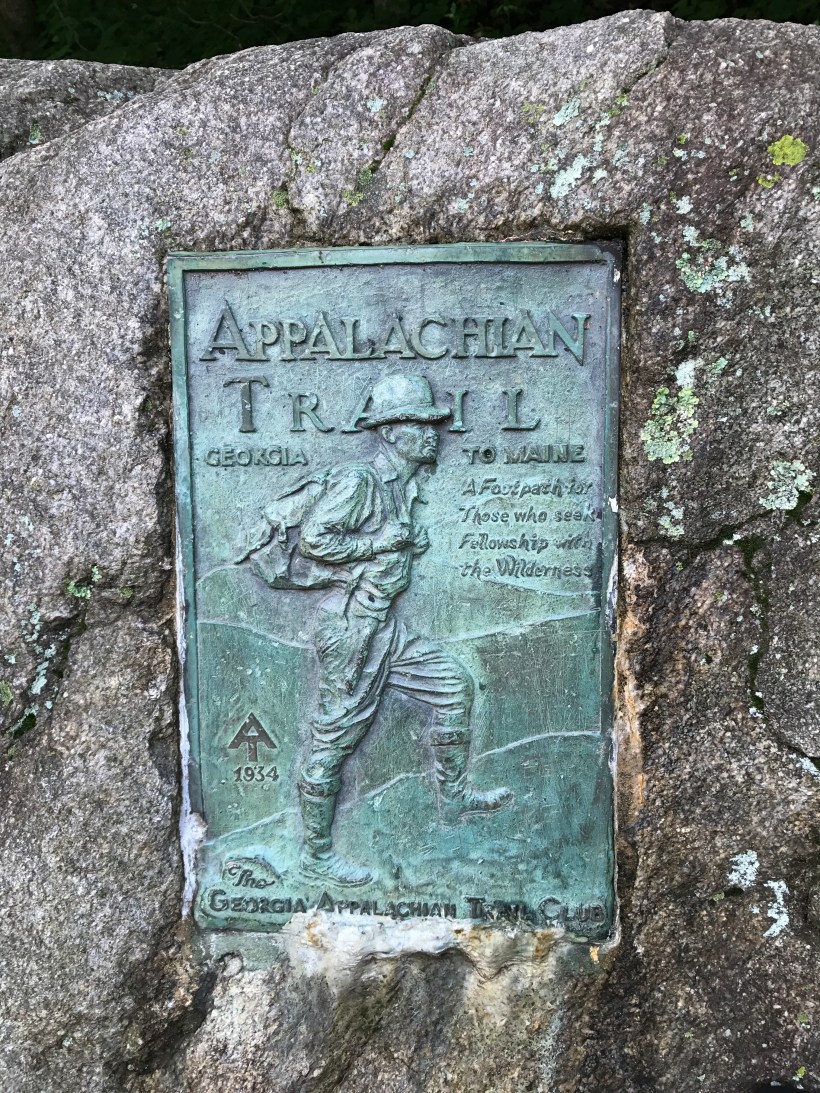 APPALACHIAN
TRAIL
GEORGIA TO MAINE
A Footpath for
Those who seek
Fellowship with
the Wilderness
AT
1934
The
GEORGIA APPALACHIAN TRAIL CLUB